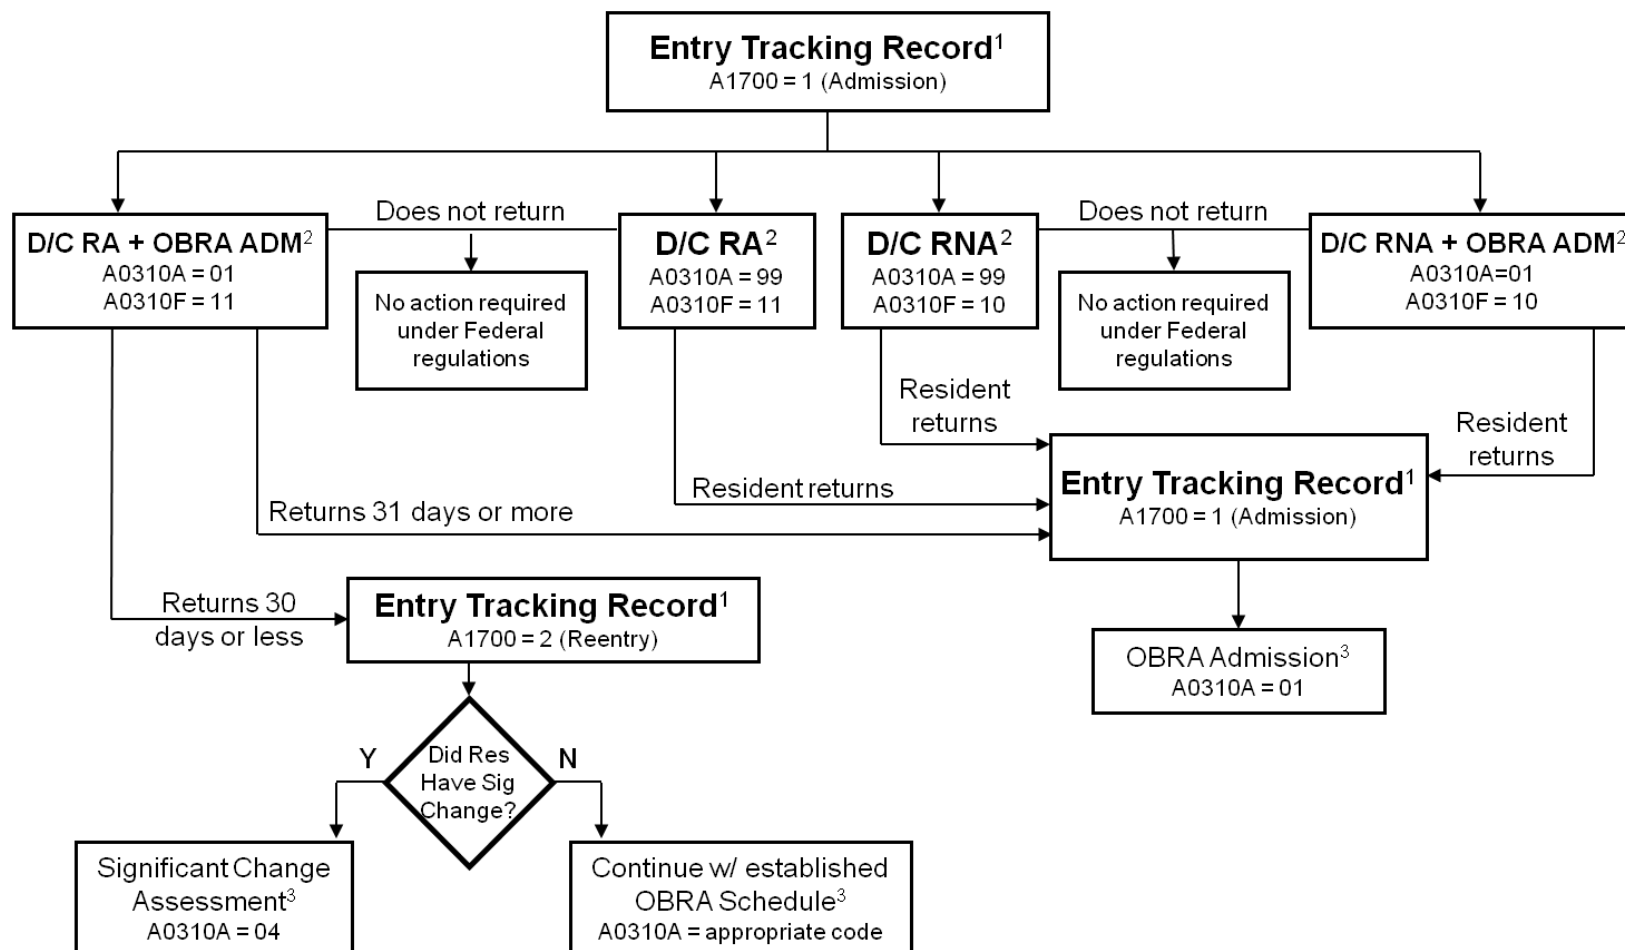 Entry Tracking Record¹
A1700 = 1 (Admission)
Does not return
Does not return
D/C RA + OBRA ADM²
A0310A = 01
A0310F = 11
D/C RA²
A0310A = 99
A0310F = 11
D/C RNA²
A0310A = 99
A0310F = 10
D/C RNA + OBRA ADM²
A0310A=01
A0310F = 10
No action required
under Federal
regulations
No action required
under Federal
regulations
Resident
returns
Resident
returns
Resident returns
Returns 31 days or more
Entry Tracking Record¹
A1700 = 1 (Admission)
Returns 30
days or less
Entry Tracking Record¹
A1700 = 2 (Reentry)
OBRA Admission³
A0310A = 01
Y
Did Res
Have Sig
Change?
N
Significant Change
Assessment³
A0310A = 04
Continue w/ established
OBRA Schedule³
A0310A = appropriate code